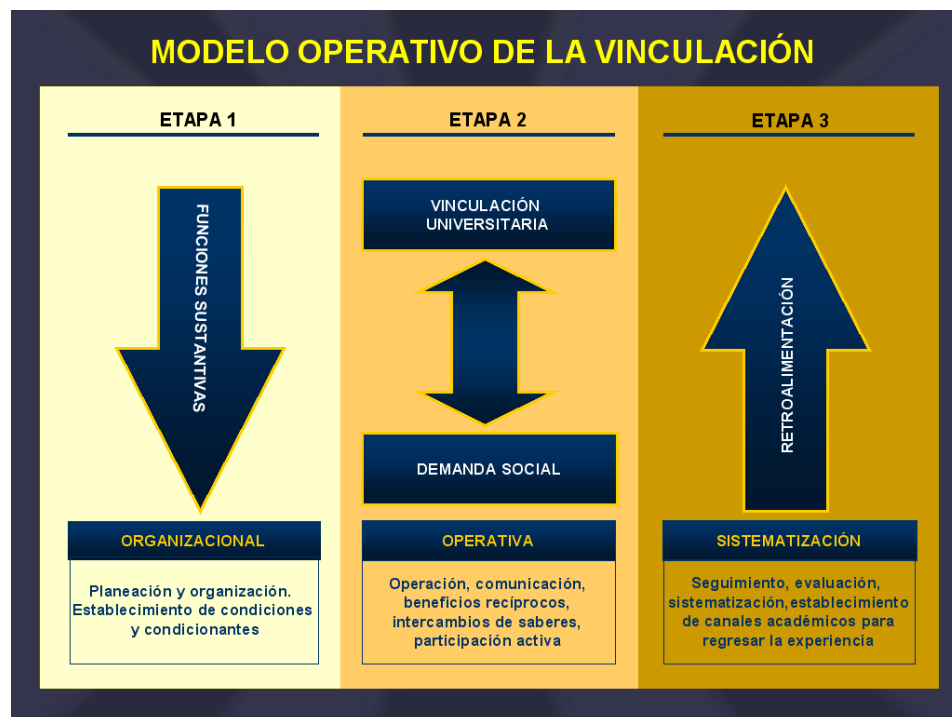 MODELO OPERATIVO DE LA VINCULACIÓN
ETAPA 1
FUNCIONES SUSTANTIVAS
ORGANIZACIONAL
Planeación y organización.
Establecimiento de condiciones
y condicionantes
ETAPA 2
VINCULACIÓN
UNIVERSITARIA
DEMANDA SOCIAL
OPERATIVA
Operación, comunicación,
beneficios recíprocos,
intercambios de saberes,
participación activa
ETAPA 3
RETROALIMENTACIÓN
SISTEMATIZACIÓN
Seguimiento, evaluación,
sistematización, establecimiento
de canales académicos para
regresar la experiencia